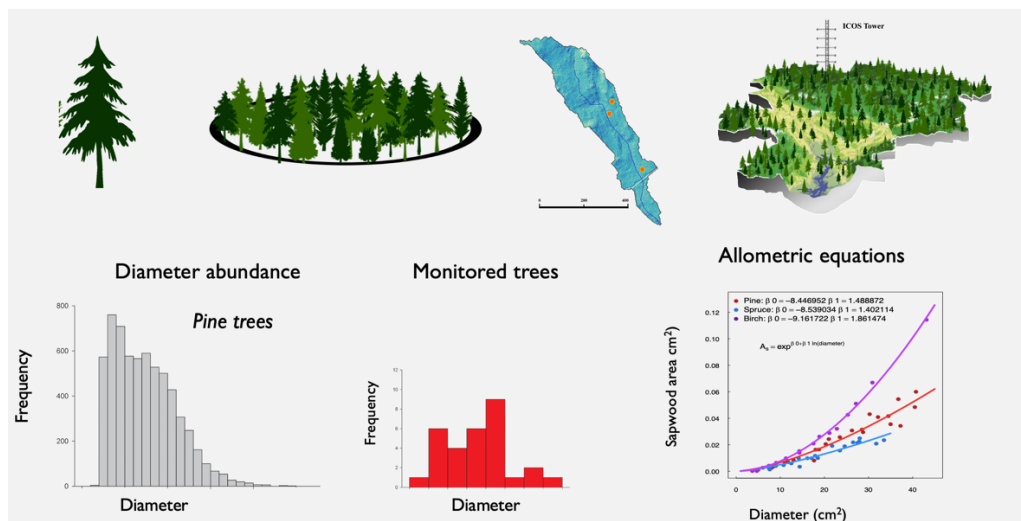 ICOS Tower
0 200 400
Diameter abundance
Monitored trees
Allometric equations
Pine trees
Frequency
800
600
400
200
0
Diameter
Frequency
12
10
8
6
4
2
0
Diameter
Pine: β 0 = −8.446952 β 1 = 1.488872
Spruce: β 0 = −8.539034 β 1 = 1.402114
Birch: β 0 = −9.161722 β 1 = 1.861474
Aₛ = exp^β 0+β 1 ln(diameter)
Sapwood area cm²)
0.12
0.10
0.08
0.06
0.04
0.02
0.00
0 10 20 30 40
Diameter (cm²)